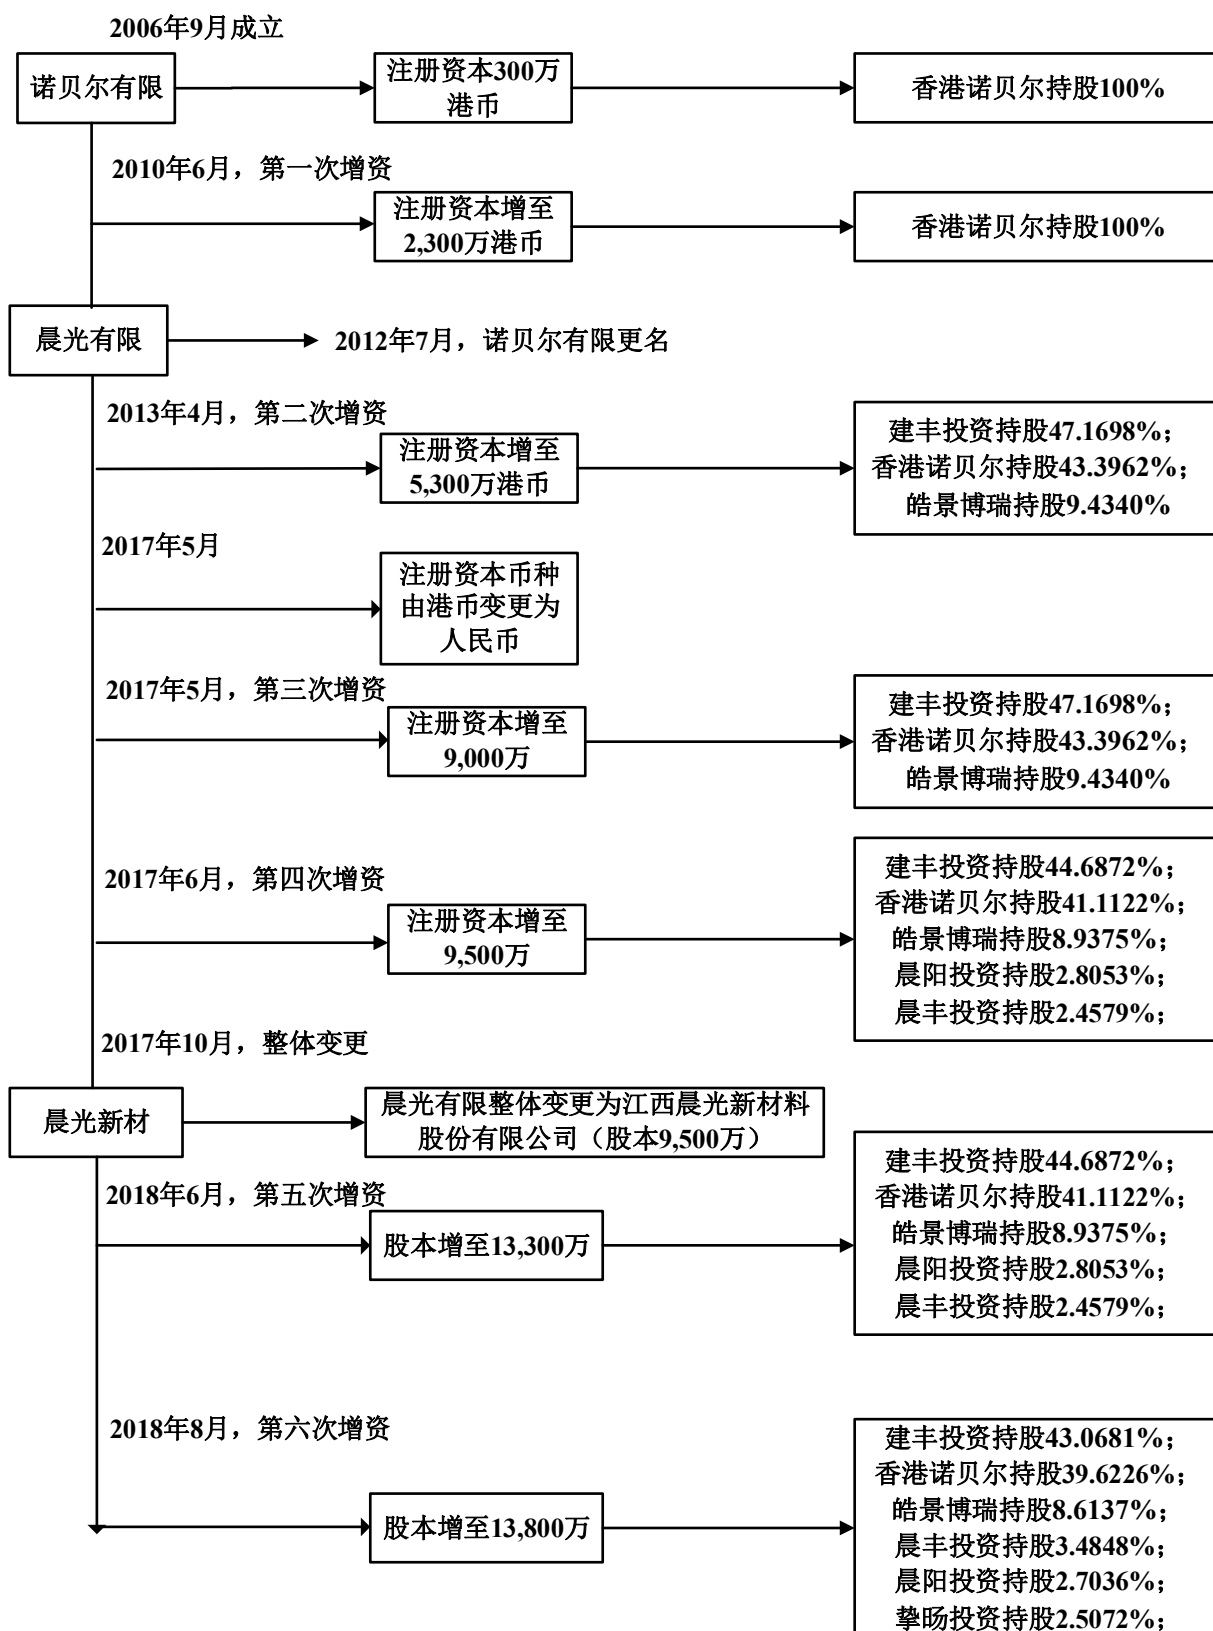 2006年9月成立
诺贝尔有限
注册资本300万
港币
香港诺贝尔持股100%
2010年6月，第一次增资
注册资本增至
2,300万港币
香港诺贝尔持股100%
晨光有限
2012年7月，诺贝尔有限更名
2013年4月，第二次增资
注册资本增至
5,300万港币
建丰投资持股47.1698%；
香港诺贝尔持股43.3962%；
皓景博瑞持股9.4340%
2017年5月
注册资本币种
由港币变更为
人民币
2017年5月，第三次增资
注册资本增至
9,000万
建丰投资持股47.1698%；
香港诺贝尔持股43.3962%；
皓景博瑞持股9.4340%
2017年6月，第四次增资
注册资本增至
9,500万
建丰投资持股44.6872%；
香港诺贝尔持股41.1122%；
皓景博瑞持股8.9375%；
晨阳投资持股2.8053%；
晨丰投资持股2.4579%；
2017年10月，整体变更
晨光新材
晨光有限整体变更为江西晨光新材料
股份有限公司（股本9,500万）
2018年6月，第五次增资
股本增至13,300万
建丰投资持股44.6872%；
香港诺贝尔持股41.1122%；
皓景博瑞持股8.9375%；
晨阳投资持股2.8053%；
晨丰投资持股2.4579%；
2018年8月，第六次增资
股本增至13,800万
建丰投资持股43.0681%；
香港诺贝尔持股39.6226%；
皓景博瑞持股8.6137%；
晨丰投资持股3.4848%；
晨阳投资持股2.7036%；
挚旸投资持股2.5072%；